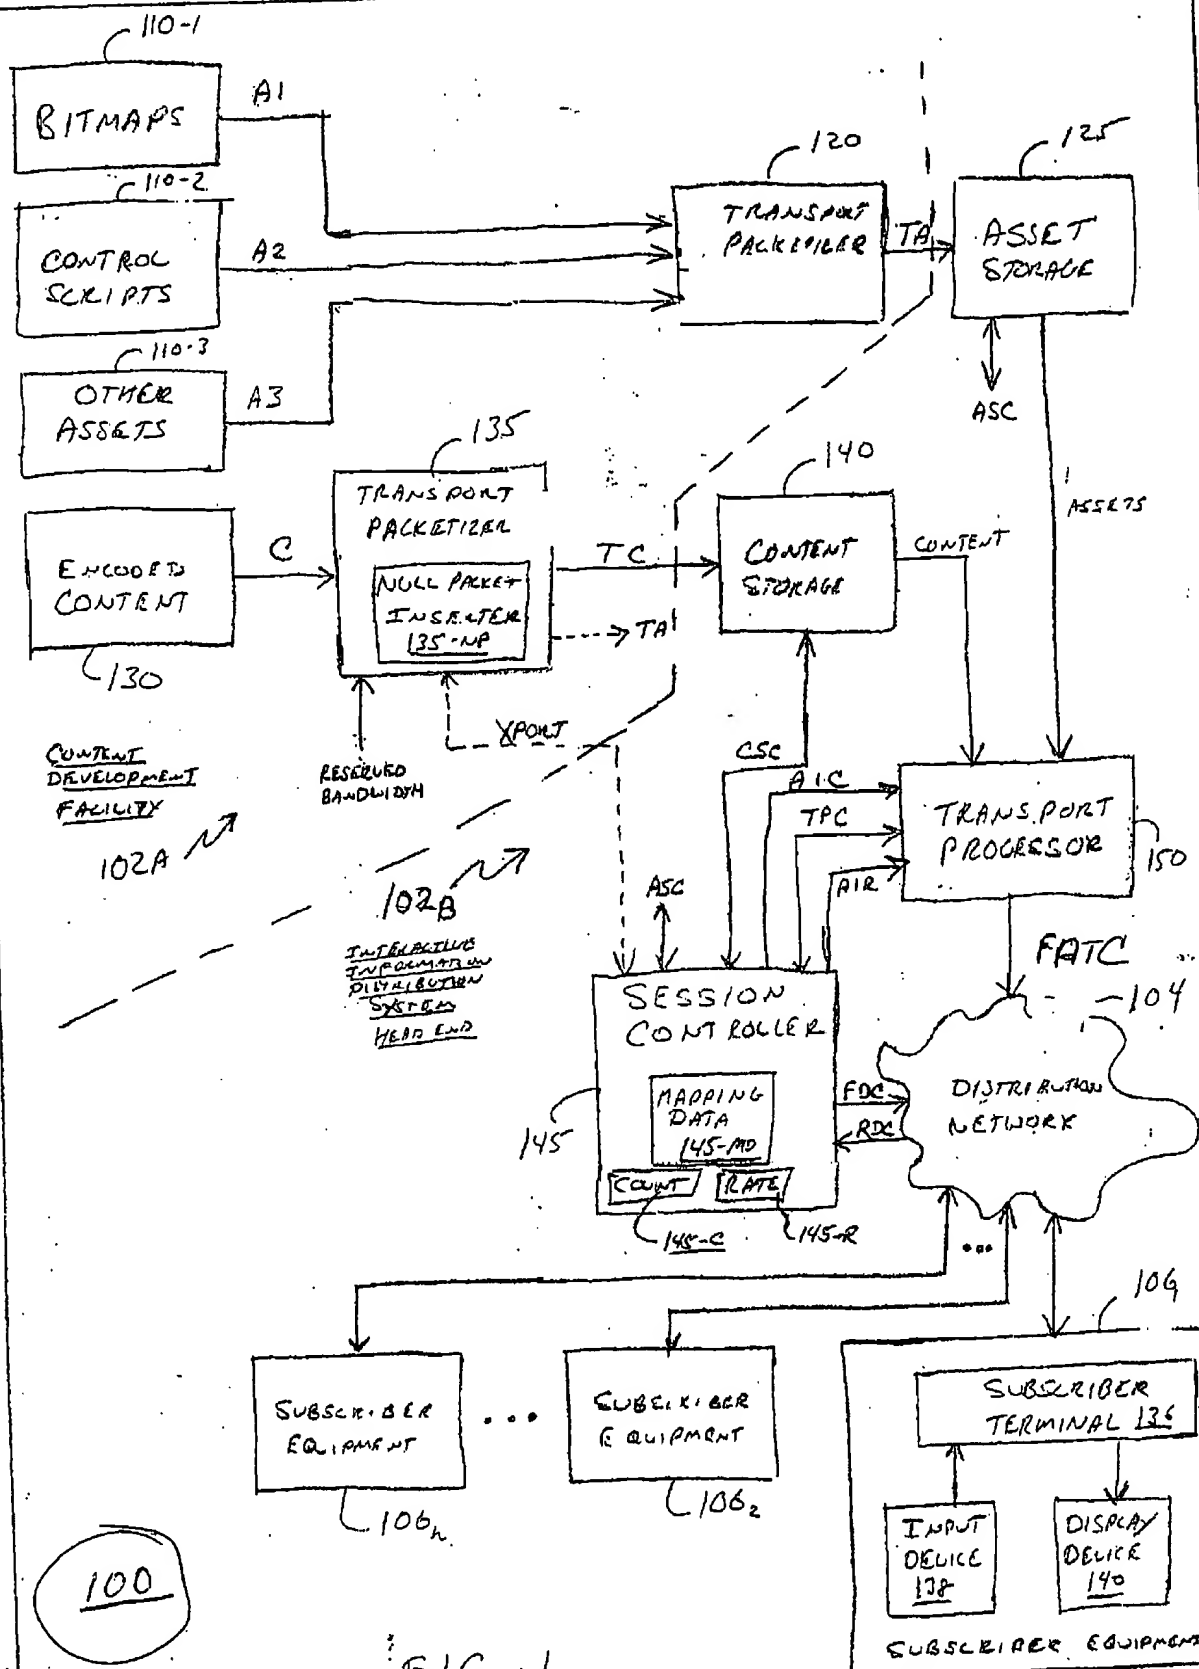 110-1
BITMAPS
A1
110-2
CONTROL
SCRIPTS
A2
110-3
OTHER
ASSETS
A3
120
TRANSPORT
PACKETIZER
TA
125
ASSET
STORAGE
ASC
ASSETS
135
TRANSPORT
PACKETIZER
NULL PACKET
INSERTER
135-NP
ENCODED
CONTENT
130
C
TC
TA
140
CONTENT
STORAGE
CONTENT
XPORT
RESERVED
BANDWIDTH
CONTENT
DEVELOPMENT
FACILITY
102A
102B
INTERACTIVE
INFORMATION
DISTRIBUTION
SYSTEM
HEAD END
ASC
CSC
AIC
TPC
AIR
TRANSPORT
PROCESSOR
150
FATC
104
SESSION
CONTROLLER
MAPPING
DATA
145-MD
COUNT
RATE
145
145-C
145-R
FDC
RDC
DISTRIBUTION
NETWORK
...
106
SUBSCRIBER
EQUIPMENT
106n
...
SUBSCRIBER
EQUIPMENT
1062
SUBSCRIBER
TERMINAL 136
INPUT
DEVICE
138
DISPLAY
DEVICE
140
SUBSCRIBER EQUIPMENT
100
FIG. 1